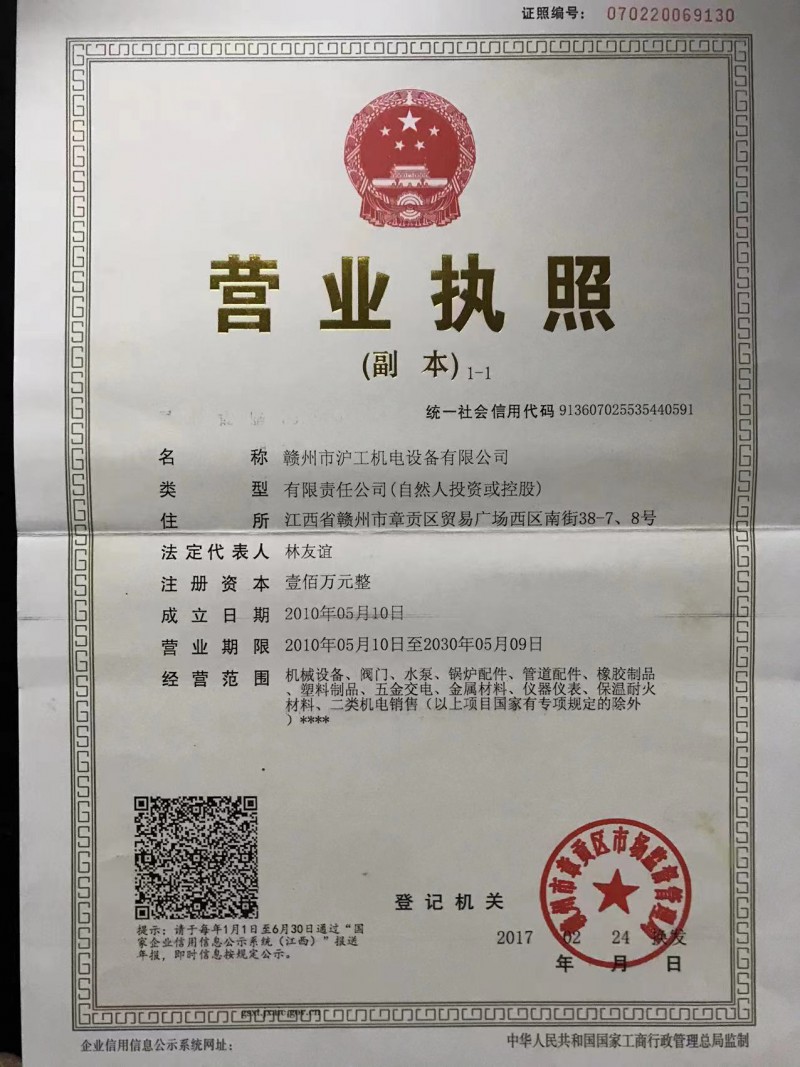 证照编号： 070220069130
营业执照
(副 本) 1-1
统一社会信用代码 913607025535440591
名 称 赣州市沪工机电设备有限公司
类 型 有限责任公司(自然人投资或控股)
住 所 江西省赣州市章贡区贸易广场西区南街38-7、8号
法定代表人 林友谊
注册资本 壹佰万元整
成立日期 2010年05月10日
营业期限 2010年05月10日至2030年05月09日
经营范围 机械设备、阀门、水泵、锅炉配件、管道配件、橡胶制品
、塑料制品、五金交电、金属材料、仪器仪表、保温耐火
材料、二类机电销售（以上项目国家有专项规定的除外
）****
赣州市章贡区市场监督管理局
登记机关
2017 02 24 换发
年 月 日
提示：请于每年1月1日至6月30日通过“国
家企业信用信息公示系统（江西）”报送
年报，即时信息按规定公示。
企业信用信息公示系统网址：
中华人民共和国国家工商行政管理总局监制